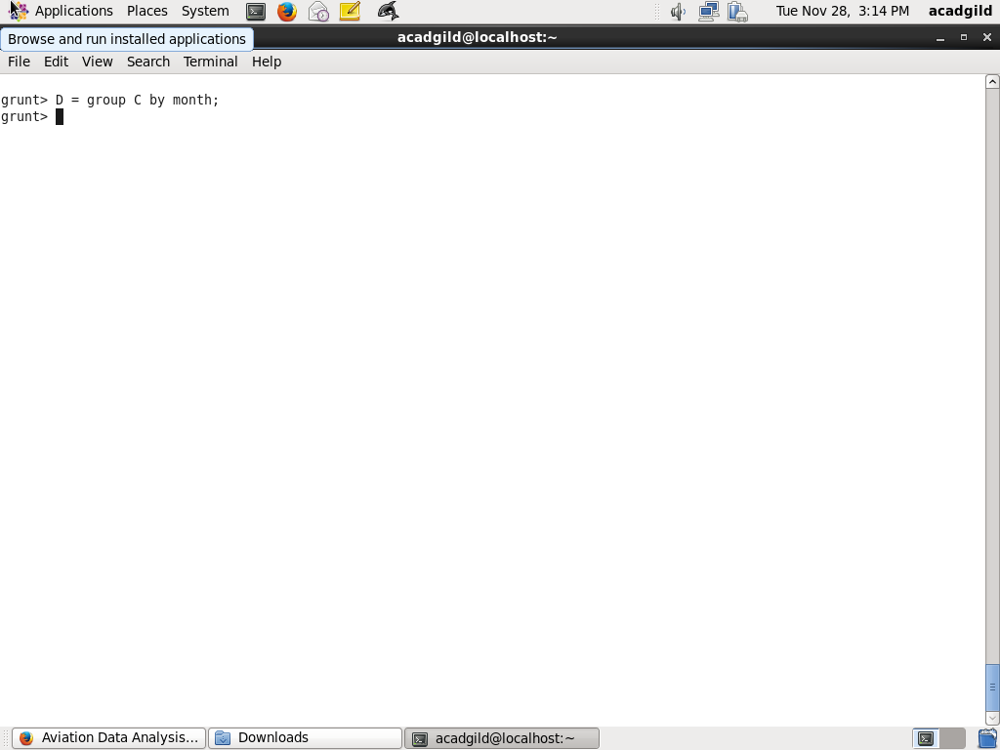 Applications Places System Tue Nov 28, 3:14 PM acadgild
Browse and run installed applications
acadgild@localhost:~
File Edit View Search Terminal Help
grunt> D = group C by month;
grunt>
Aviation Data Analysis... Downloads acadgild@localhost:~